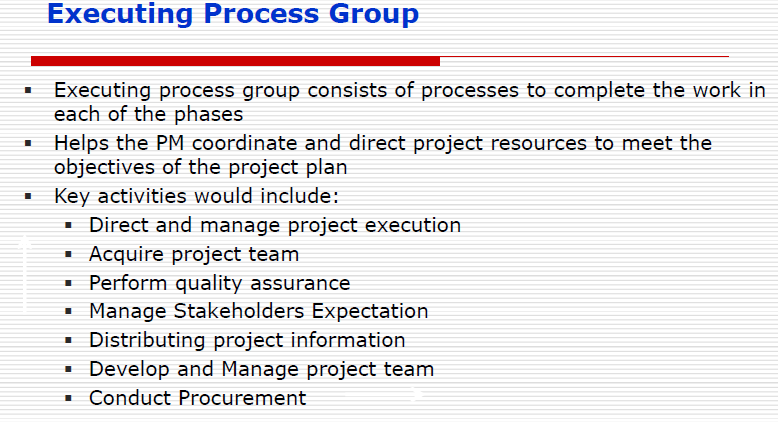 Executing Process Group
▪ Executing process group consists of processes to complete the work in
each of the phases
▪ Helps the PM coordinate and direct project resources to meet the
objectives of the project plan
▪ Key activities would include:
▪ Direct and manage project execution
▪ Acquire project team
▪ Perform quality assurance
▪ Manage Stakeholders Expectation
▪ Distributing project information
▪ Develop and Manage project team
▪ Conduct Procurement